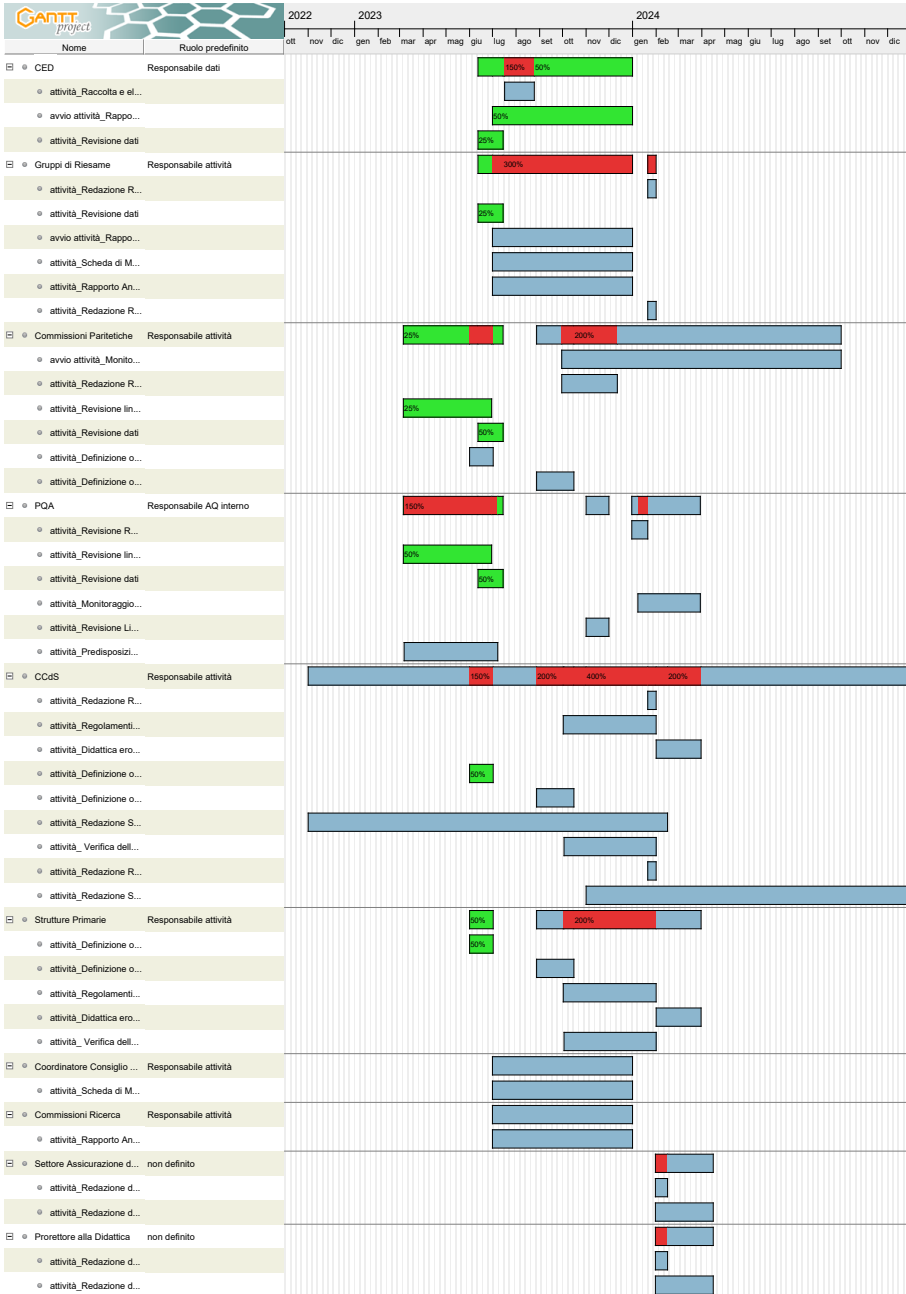 GANTT
project
2022 2023 2024
Nome Ruolo predefinito
ott nov dic gen feb mar apr mag giu lug ago set ott nov dic gen feb mar apr mag giu lug ago set ott nov dic
CED Responsabile dati 150% 50%
attività_Raccolta e el...
avvio attività_Rappo... 50%
attività_Revisione dati 25%
Gruppi di Riesame Responsabile attività 300%
attività_Redazione R...
attività_Revisione dati 25%
avvio attività_Rappo...
attività_Scheda di M...
attività_Rapporto An...
attività_Redazione R...
Commissioni Paritetiche Responsabile attività 25% 200%
avvio attività_Monito...
attività_Redazione R...
attività_Revisione lin... 25%
attività_Revisione dati 50%
attività_Definizione o...
attività_Definizione o...
PQA Responsabile AQ interno 150%
attività_Revisione R...
attività_Revisione lin... 50%
attività_Revisione dati 50%
attività_Monitoraggio...
attività_Revisione Li...
attività_Predisposizi...
CCdS Responsabile attività 150% 200% 400% 200%
attività_Redazione R...
attività_Regolamenti...
attività_Didattica ero...
attività_Definizione o... 50%
attività_Definizione o...
attività_Redazione S...
attività_ Verifica dell...
attività_Redazione R...
attività_Redazione S...
Strutture Primarie Responsabile attività 50% 200%
attività_Definizione o... 50%
attività_Definizione o...
attività_Regolamenti...
attività_Didattica ero...
attività_ Verifica dell...
Coordinatore Consiglio ... Responsabile attività
attività_Scheda di M...
Commissioni Ricerca Responsabile attività
attività_Rapporto An...
Settore Assicurazione d... non definito
attività_Redazione d...
attività_Redazione d...
Prorettore alla Didattica non definito
attività_Redazione d...
attività_Redazione d...